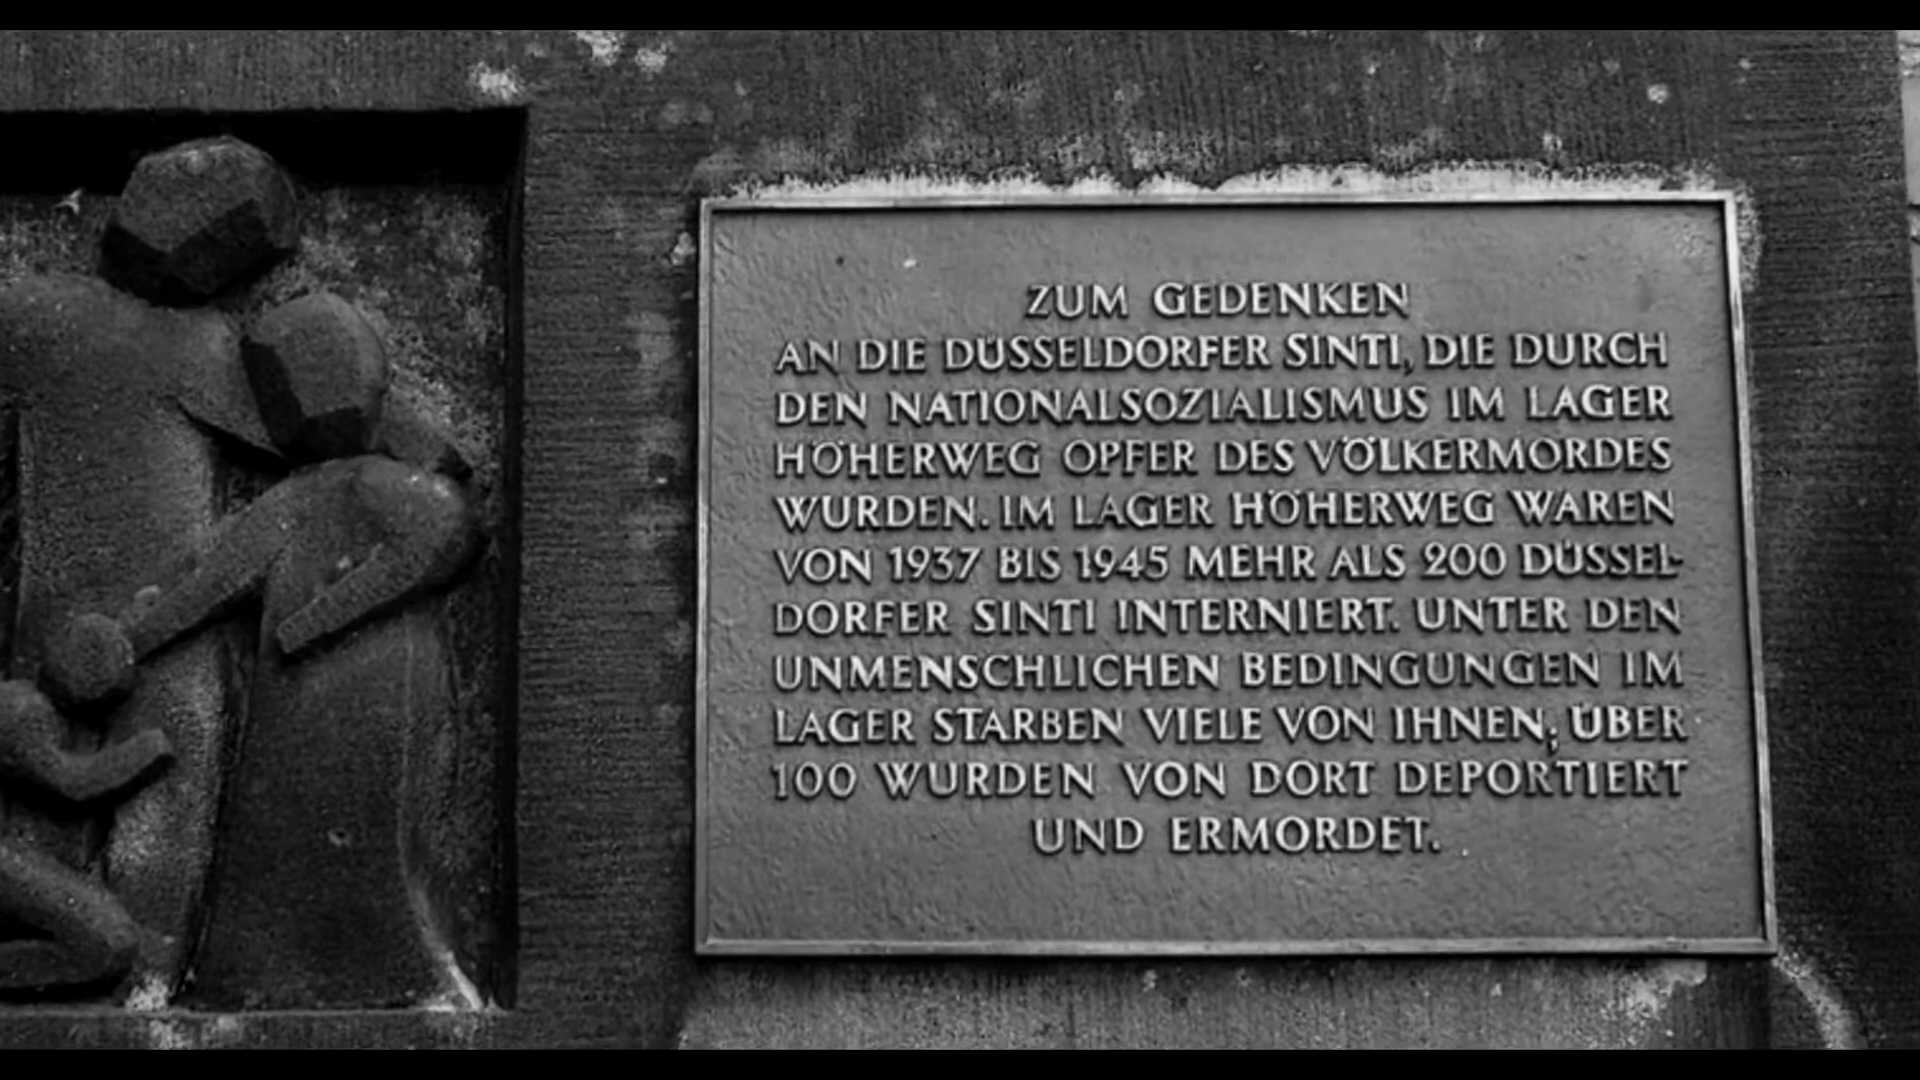 ZUM GEDENKEN
AN DIE DÜSSELDORFER SINTI, DIE DURCH
DEN NATIONALSOZIALISMUS IM LAGER
HÖHERWEG OPFER DES VÖLKERMORDES
WURDEN. IM LAGER HÖHERWEG WAREN
VON 1937 BIS 1945 MEHR ALS 200 DÜSSEL-
DORFER SINTI INTERNIERT. UNTER DEN
UNMENSCHLICHEN BEDINGUNGEN IM
LAGER STARBEN VIELE VON IHNEN; ÜBER
100 WURDEN VON DORT DEPORTIERT
UND ERMORDET.